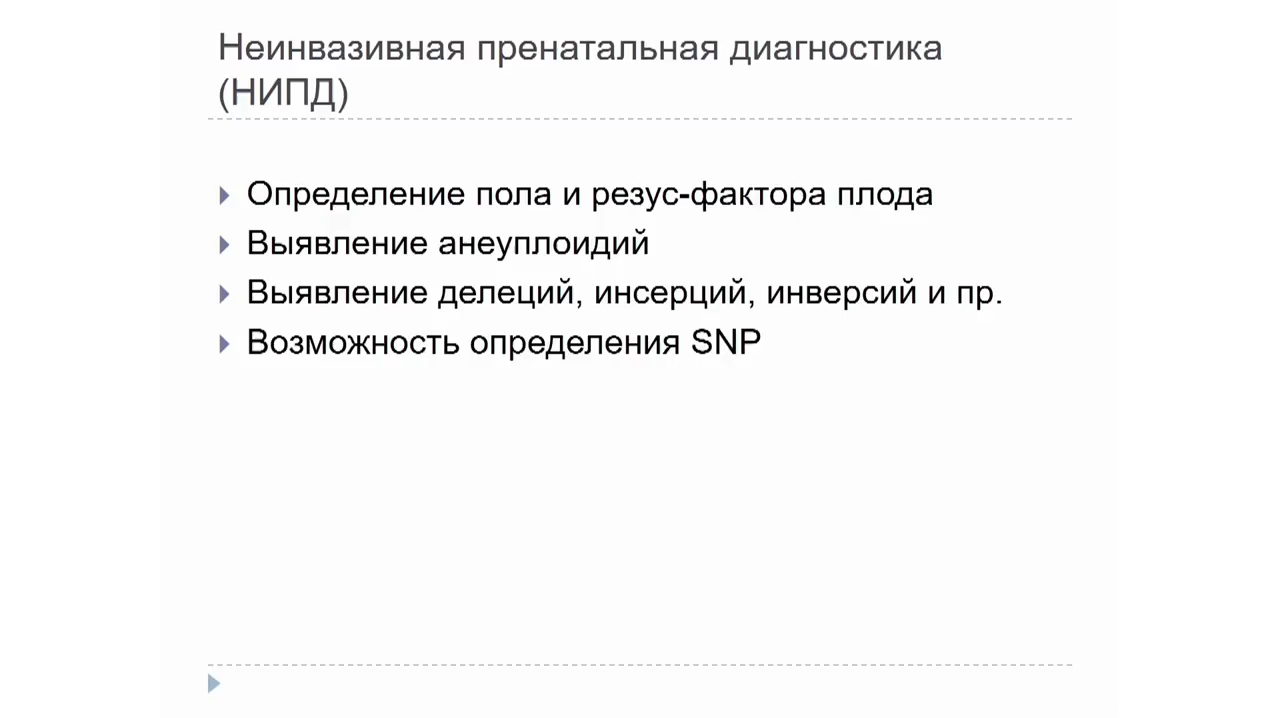 Неинвазивная пренатальная диагностика
(НИПД)
Определение пола и резус-фактора плода
Выявление анеуплоидий
Выявление делеций, инсерций, инверсий и пр.
Возможность определения SNP